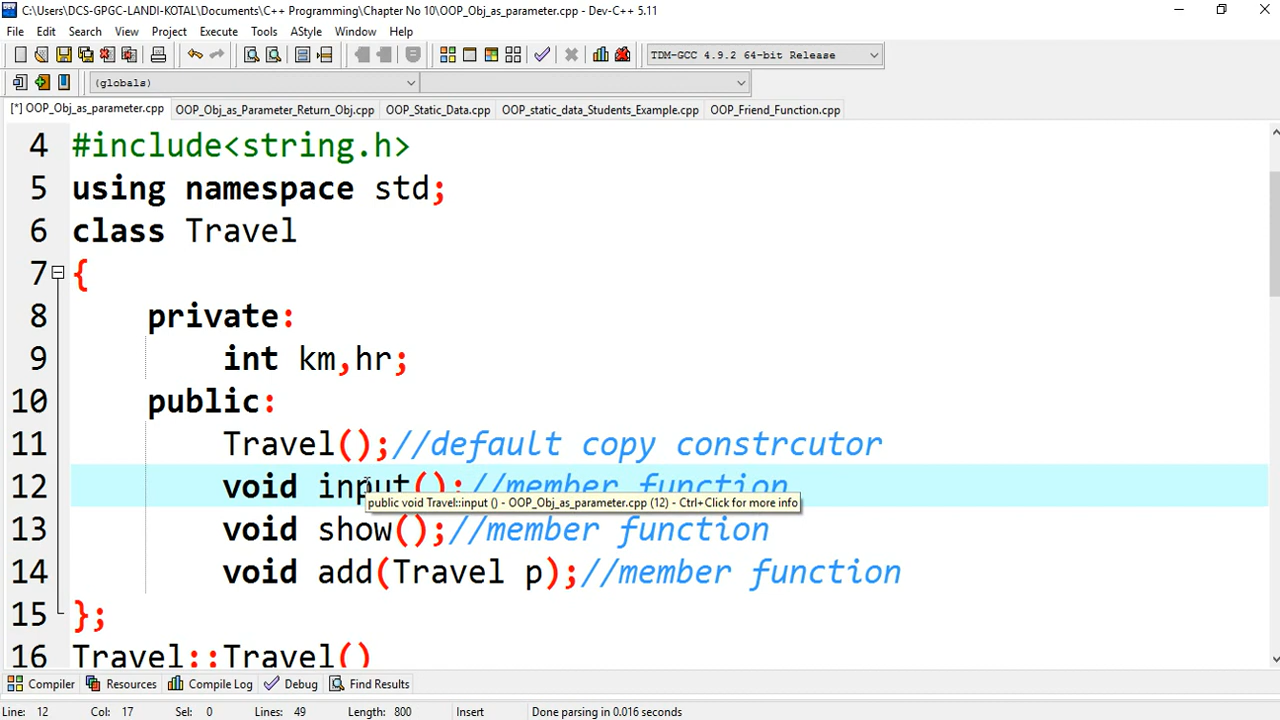 C:\Users\DCS-GPGC-LANDI-KOTAL\Documents\C++ Programming\Chapter No 10\OOP_Obj_as_parameter.cpp - Dev-C++ 5.11
File Edit Search View Project Execute Tools AStyle Window Help
TDM-GCC 4.9.2 64-bit Release
(globals)
[*] OOP_Obj_as_parameter.cpp OOP_Obj_as_Parameter_Return_Obj.cpp OOP_Static_Data.cpp OOP_static_data_Students_Example.cpp OOP_Friend_Function.cpp
4 #include<string.h>
5 using namespace std;
6 class Travel
7 {
8 private:
9 int km,hr;
10 public:
11 Travel();//default copy constrcutor
12 void input();//member function
public void Travel::input () - OOP_Obj_as_parameter.cpp (12) - Ctrl+Click for more info
13 void show();//member function
14 void add(Travel p);//member function
15 };
16 Travel::Travel()
Compiler Resources Compile Log Debug Find Results
Line: 12 Col: 17 Sel: 0 Lines: 49 Length: 800 Insert Done parsing in 0.016 seconds